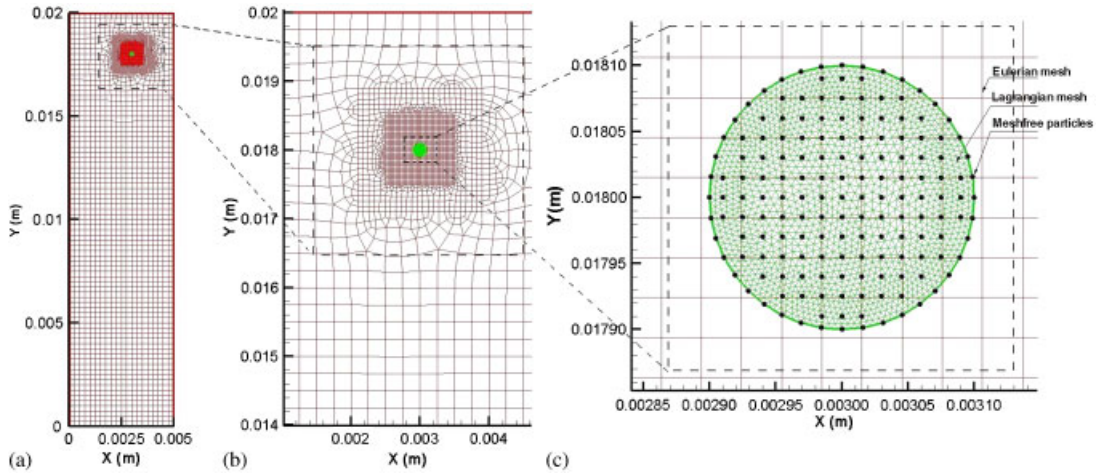 0.02
0.015
0.01
0.005
0
Y (m)
0 0.0025 0.005
X (m)
(a)
0.02
0.019
0.018
0.017
0.016
0.015
0.014
Y (m)
0.002 0.003 0.004
X (m)
(b)
0.01810
0.01805
0.01800
0.01795
0.01790
Y(m)
Eulerian mesh
Lagrangian mesh
Meshfree particles
0.00285 0.00290 0.00295 0.00300 0.00305 0.00310
X (m)
(c)